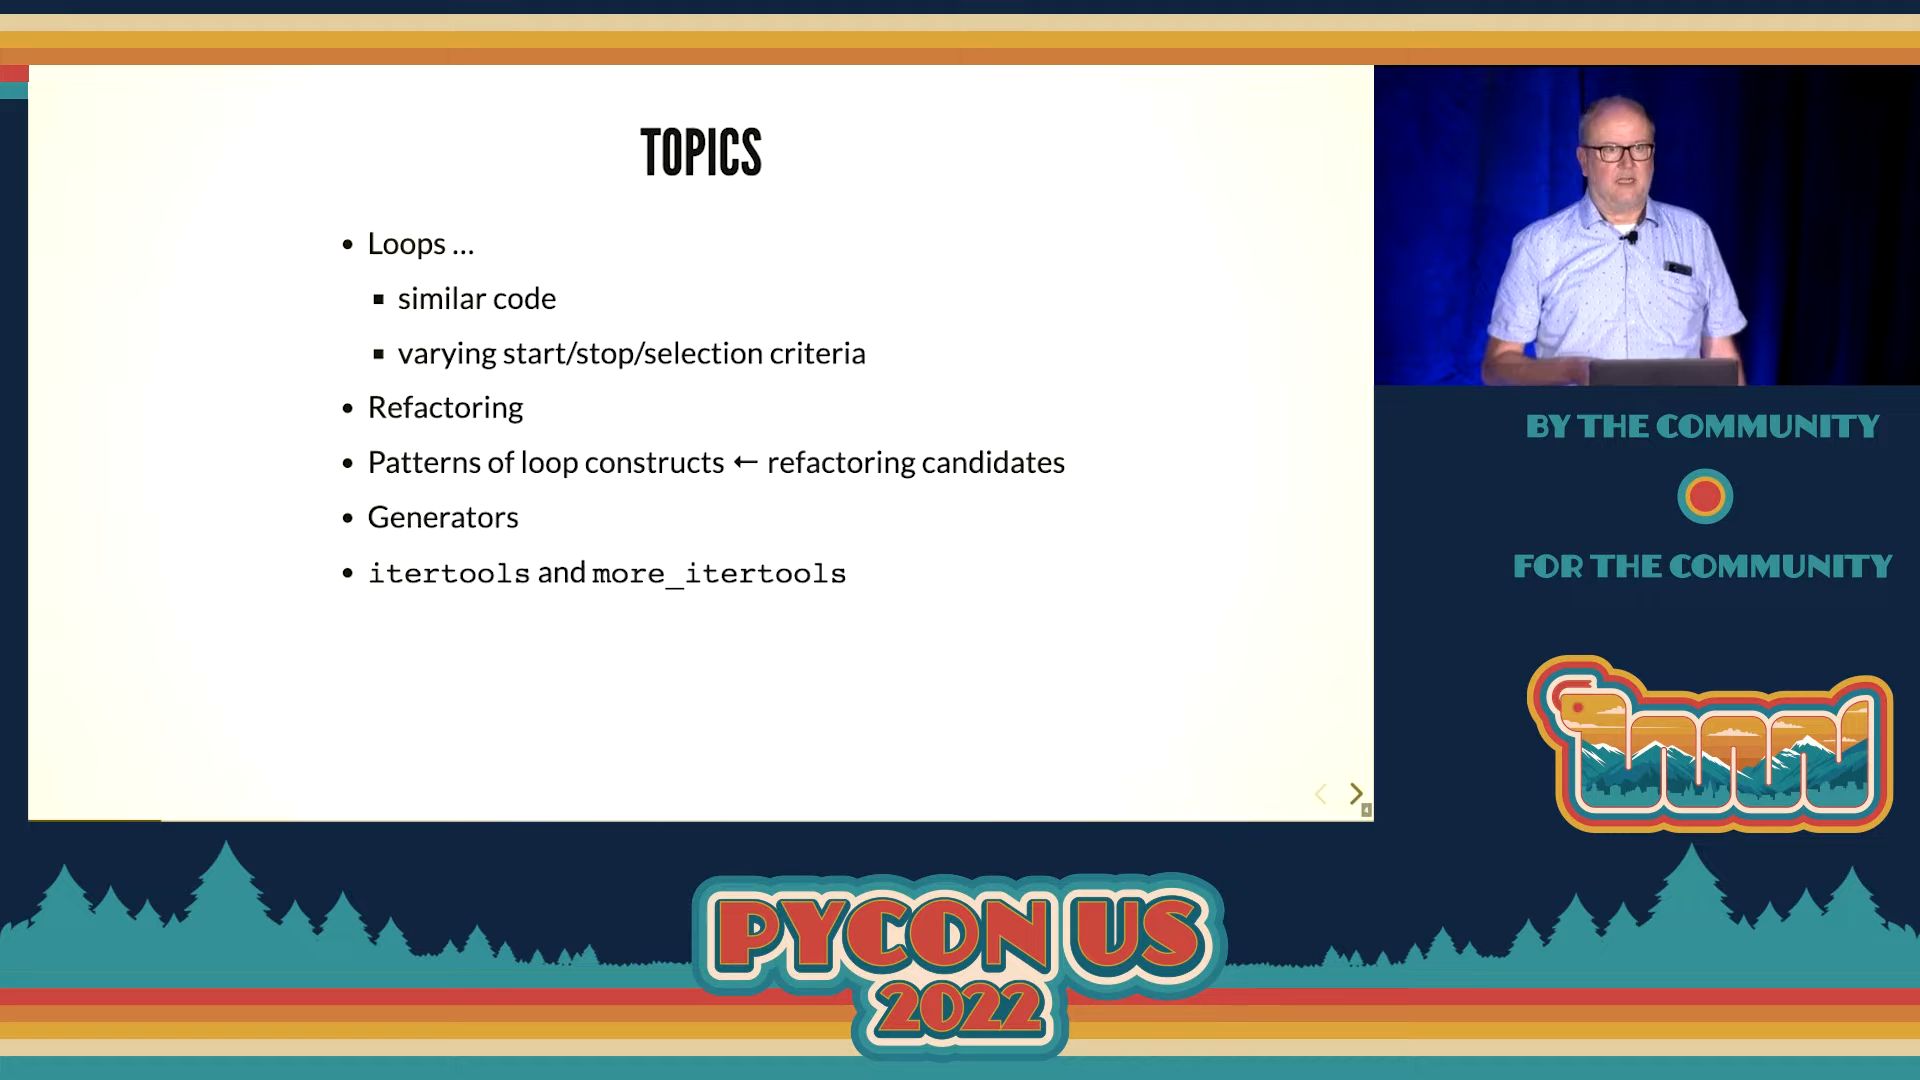 TOPICS
• Loops ...
▪ similar code
▪ varying start/stop/selection criteria
• Refactoring
• Patterns of loop constructs ← refactoring candidates
• Generators
• itertools and more_itertools
4
BY THE COMMUNITY
FOR THE COMMUNITY
PYCON US
2022